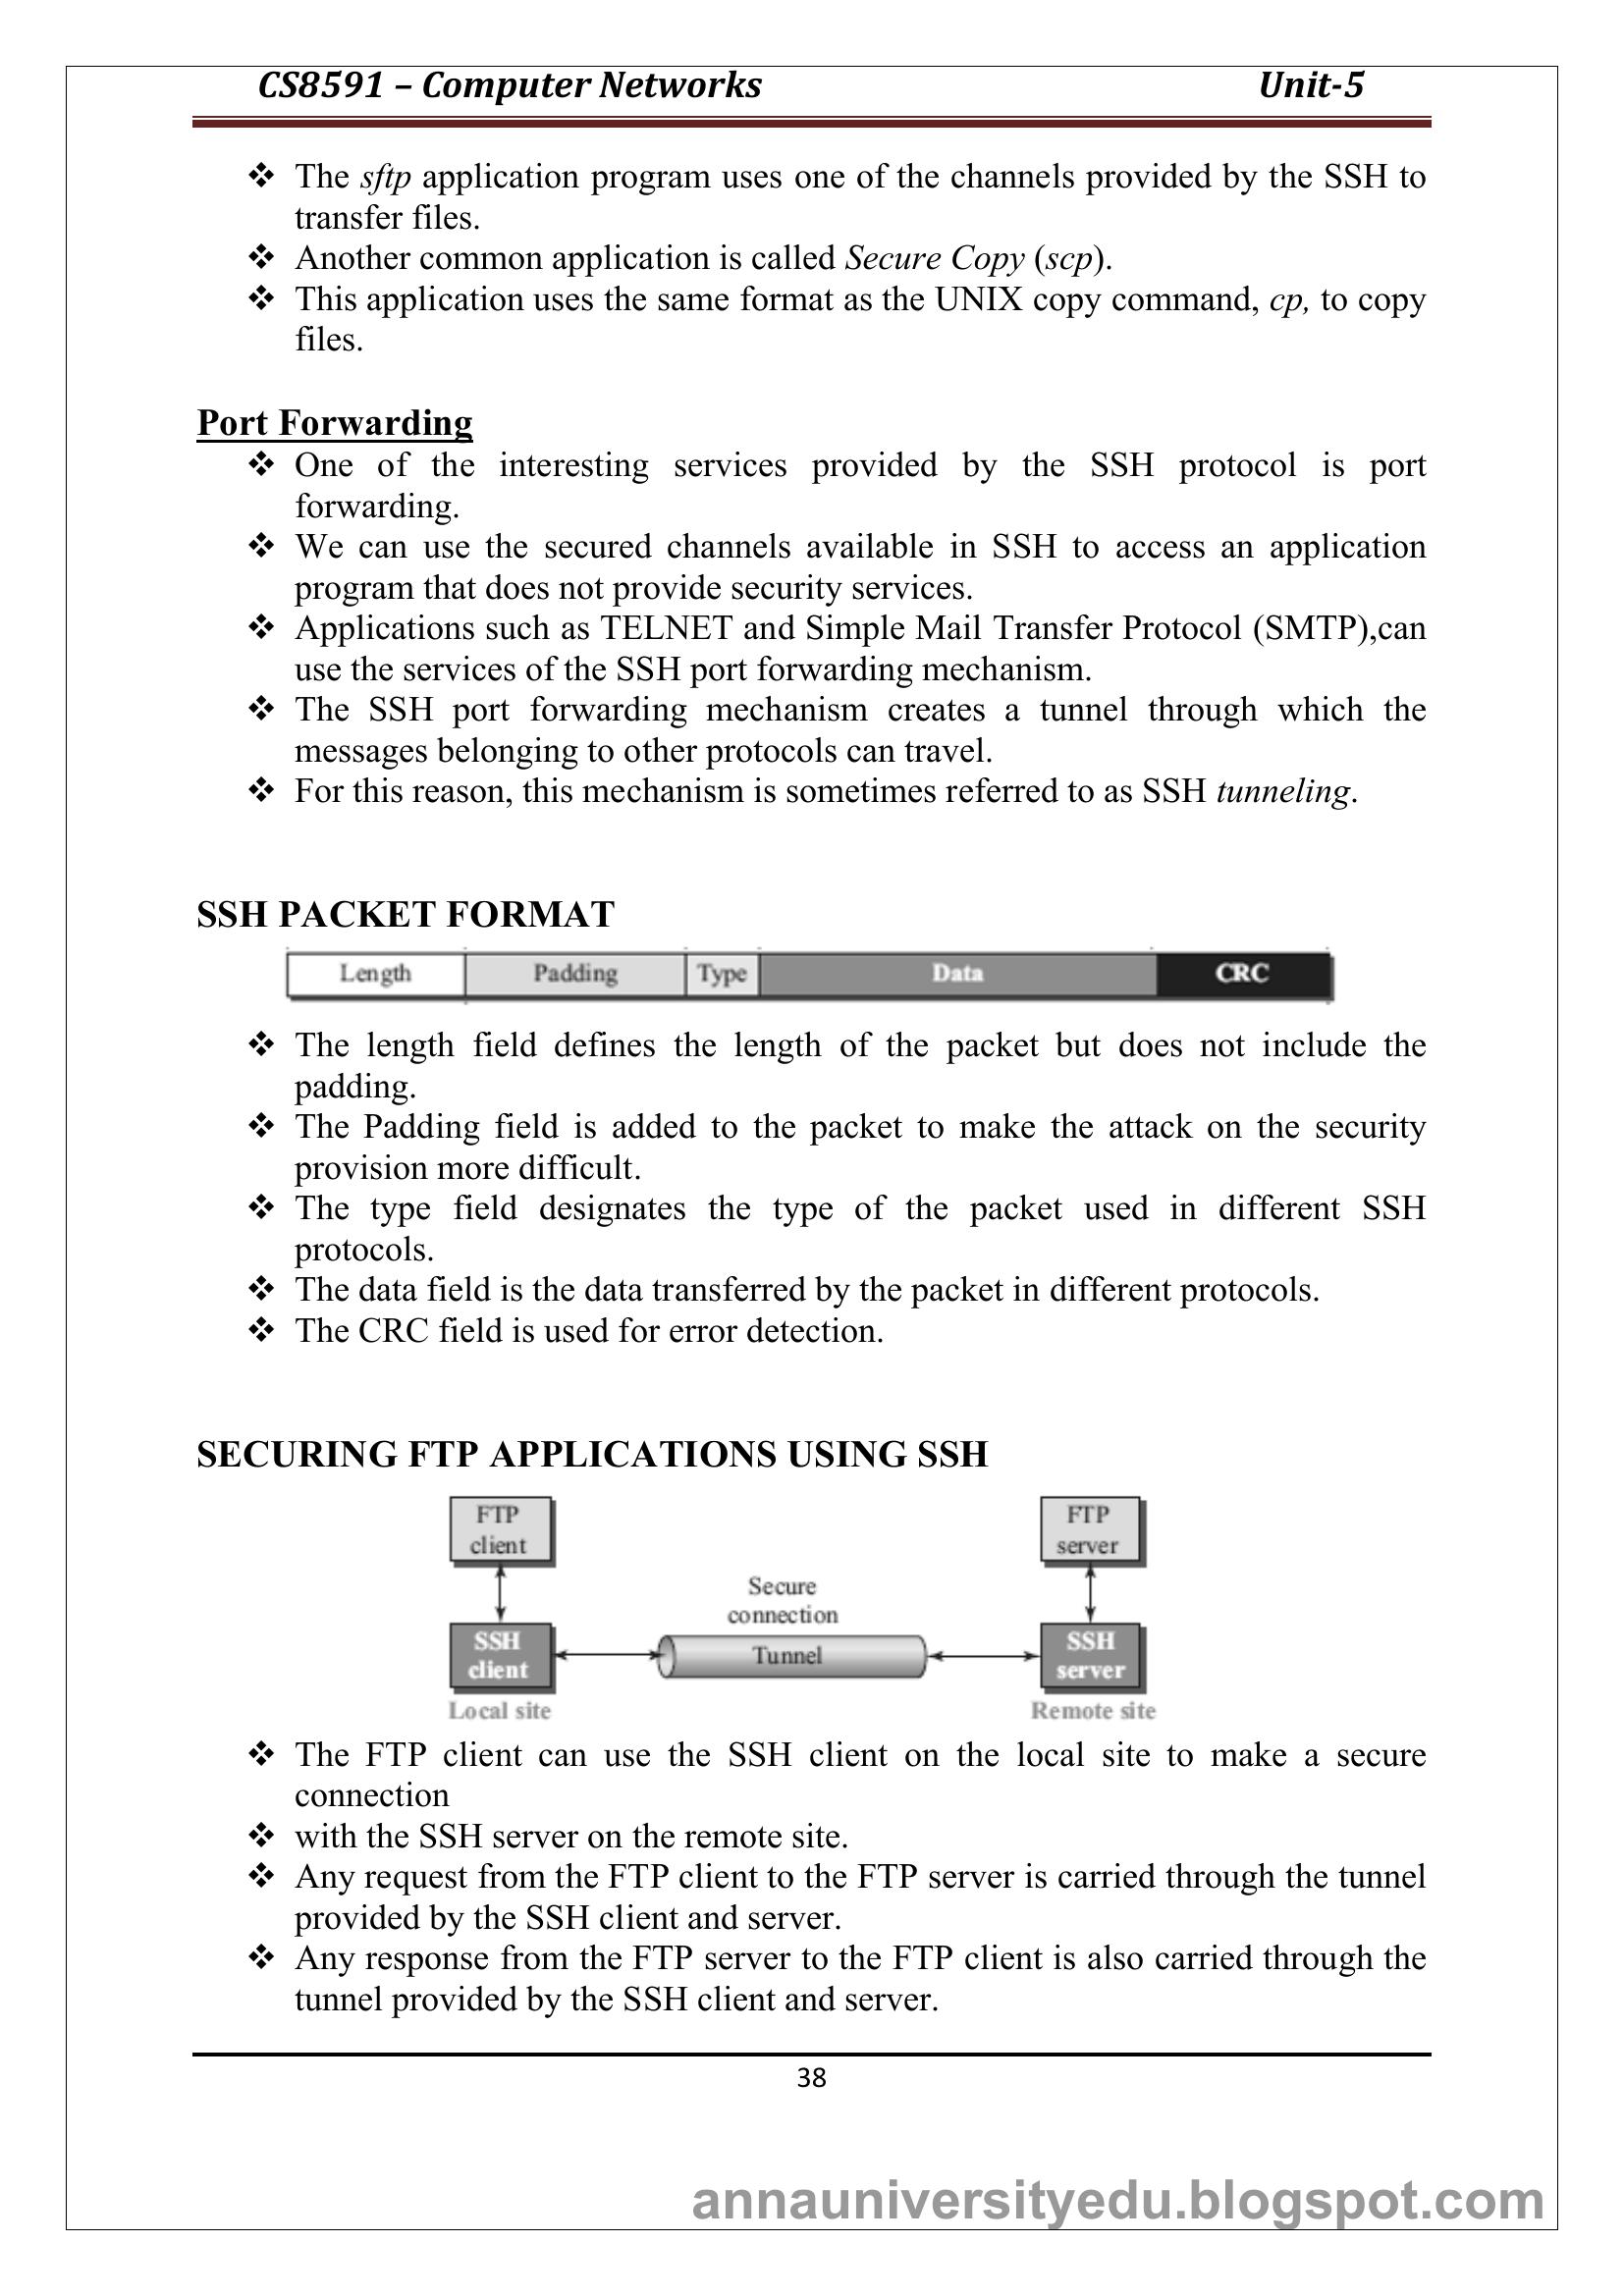 CS8591 – Computer Networks Unit-5
❖ The sftp application program uses one of the channels provided by the SSH to
transfer files.
❖ Another common application is called Secure Copy (scp).
❖ This application uses the same format as the UNIX copy command, cp, to copy
files.
Port Forwarding
❖ One of the interesting services provided by the SSH protocol is port
forwarding.
❖ We can use the secured channels available in SSH to access an application
program that does not provide security services.
❖ Applications such as TELNET and Simple Mail Transfer Protocol (SMTP),can
use the services of the SSH port forwarding mechanism.
❖ The SSH port forwarding mechanism creates a tunnel through which the
messages belonging to other protocols can travel.
❖ For this reason, this mechanism is sometimes referred to as SSH tunneling.
SSH PACKET FORMAT
Length Padding Type Data CRC
❖ The length field defines the length of the packet but does not include the
padding.
❖ The Padding field is added to the packet to make the attack on the security
provision more difficult.
❖ The type field designates the type of the packet used in different SSH
protocols.
❖ The data field is the data transferred by the packet in different protocols.
❖ The CRC field is used for error detection.
SECURING FTP APPLICATIONS USING SSH
FTP
client
FTP
server
Secure
connection
SSH
client
Tunnel
SSH
server
Local site
Remote site
❖ The FTP client can use the SSH client on the local site to make a secure
connection
❖ with the SSH server on the remote site.
❖ Any request from the FTP client to the FTP server is carried through the tunnel
provided by the SSH client and server.
❖ Any response from the FTP server to the FTP client is also carried through the
tunnel provided by the SSH client and server.
38
annauniversityedu.blogspot.com